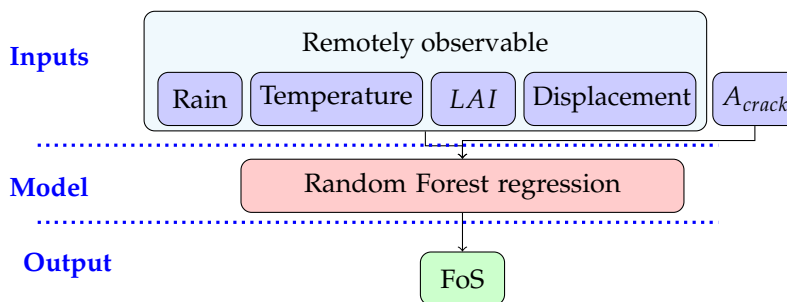 Remotely observable
Inputs
Rain Temperature LAI Displacement A_crack
Model
Random Forest regression
Output
FoS